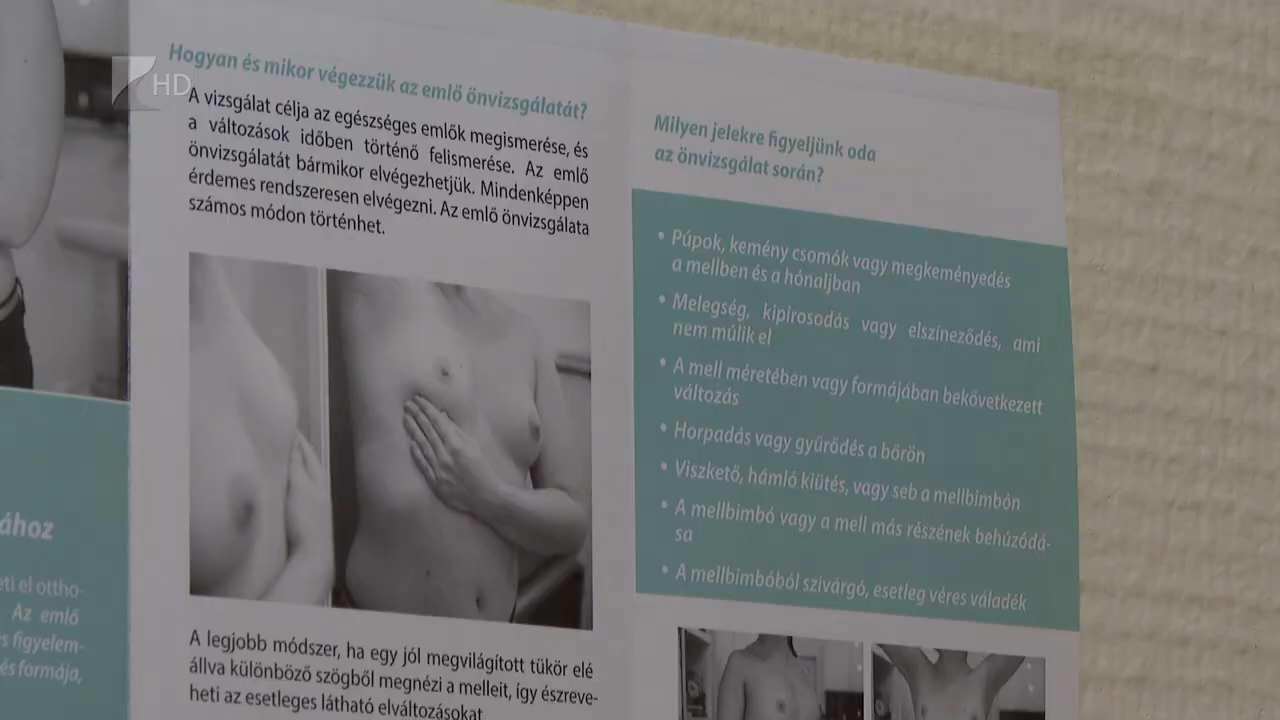 HD
Hogyan és mikor végezzük az emlő önvizsgálatát?
A vizsgálat célja az egészséges emlők megismerése, és
a változások időben történő felismerése. Az emlő
önvizsgálatát bármikor elvégezhetjük. Mindenképpen
érdemes rendszeresen elvégezni. Az emlő önvizsgálata
számos módon történhet.
A legjobb módszer, ha egy jól megvilágított tükör elé
állva különböző szögből megnézi a melleit, így észreve-
heti az esetleges látható elváltozásokat
Milyen jelekre figyeljünk oda
az önvizsgálat során?
• Púpok, kemény csomók vagy megkeményedés
a mellben és a hónaljban
• Melegség, kipirosodás vagy elszíneződés, ami
nem múlik el
• A mell méretében vagy formájában bekövetkezett
változás
• Horpadás vagy gyűrődés a bőrön
• Viszkető, hámló kiütés, vagy seb a mellbimbón
• A mellbimbó vagy a mell más részének behúzódá-
sa
• A mellbimbóból szivárgó, esetleg véres váladék
ához
eti el ottho-
Az emlő
s figyelem-
és formája,